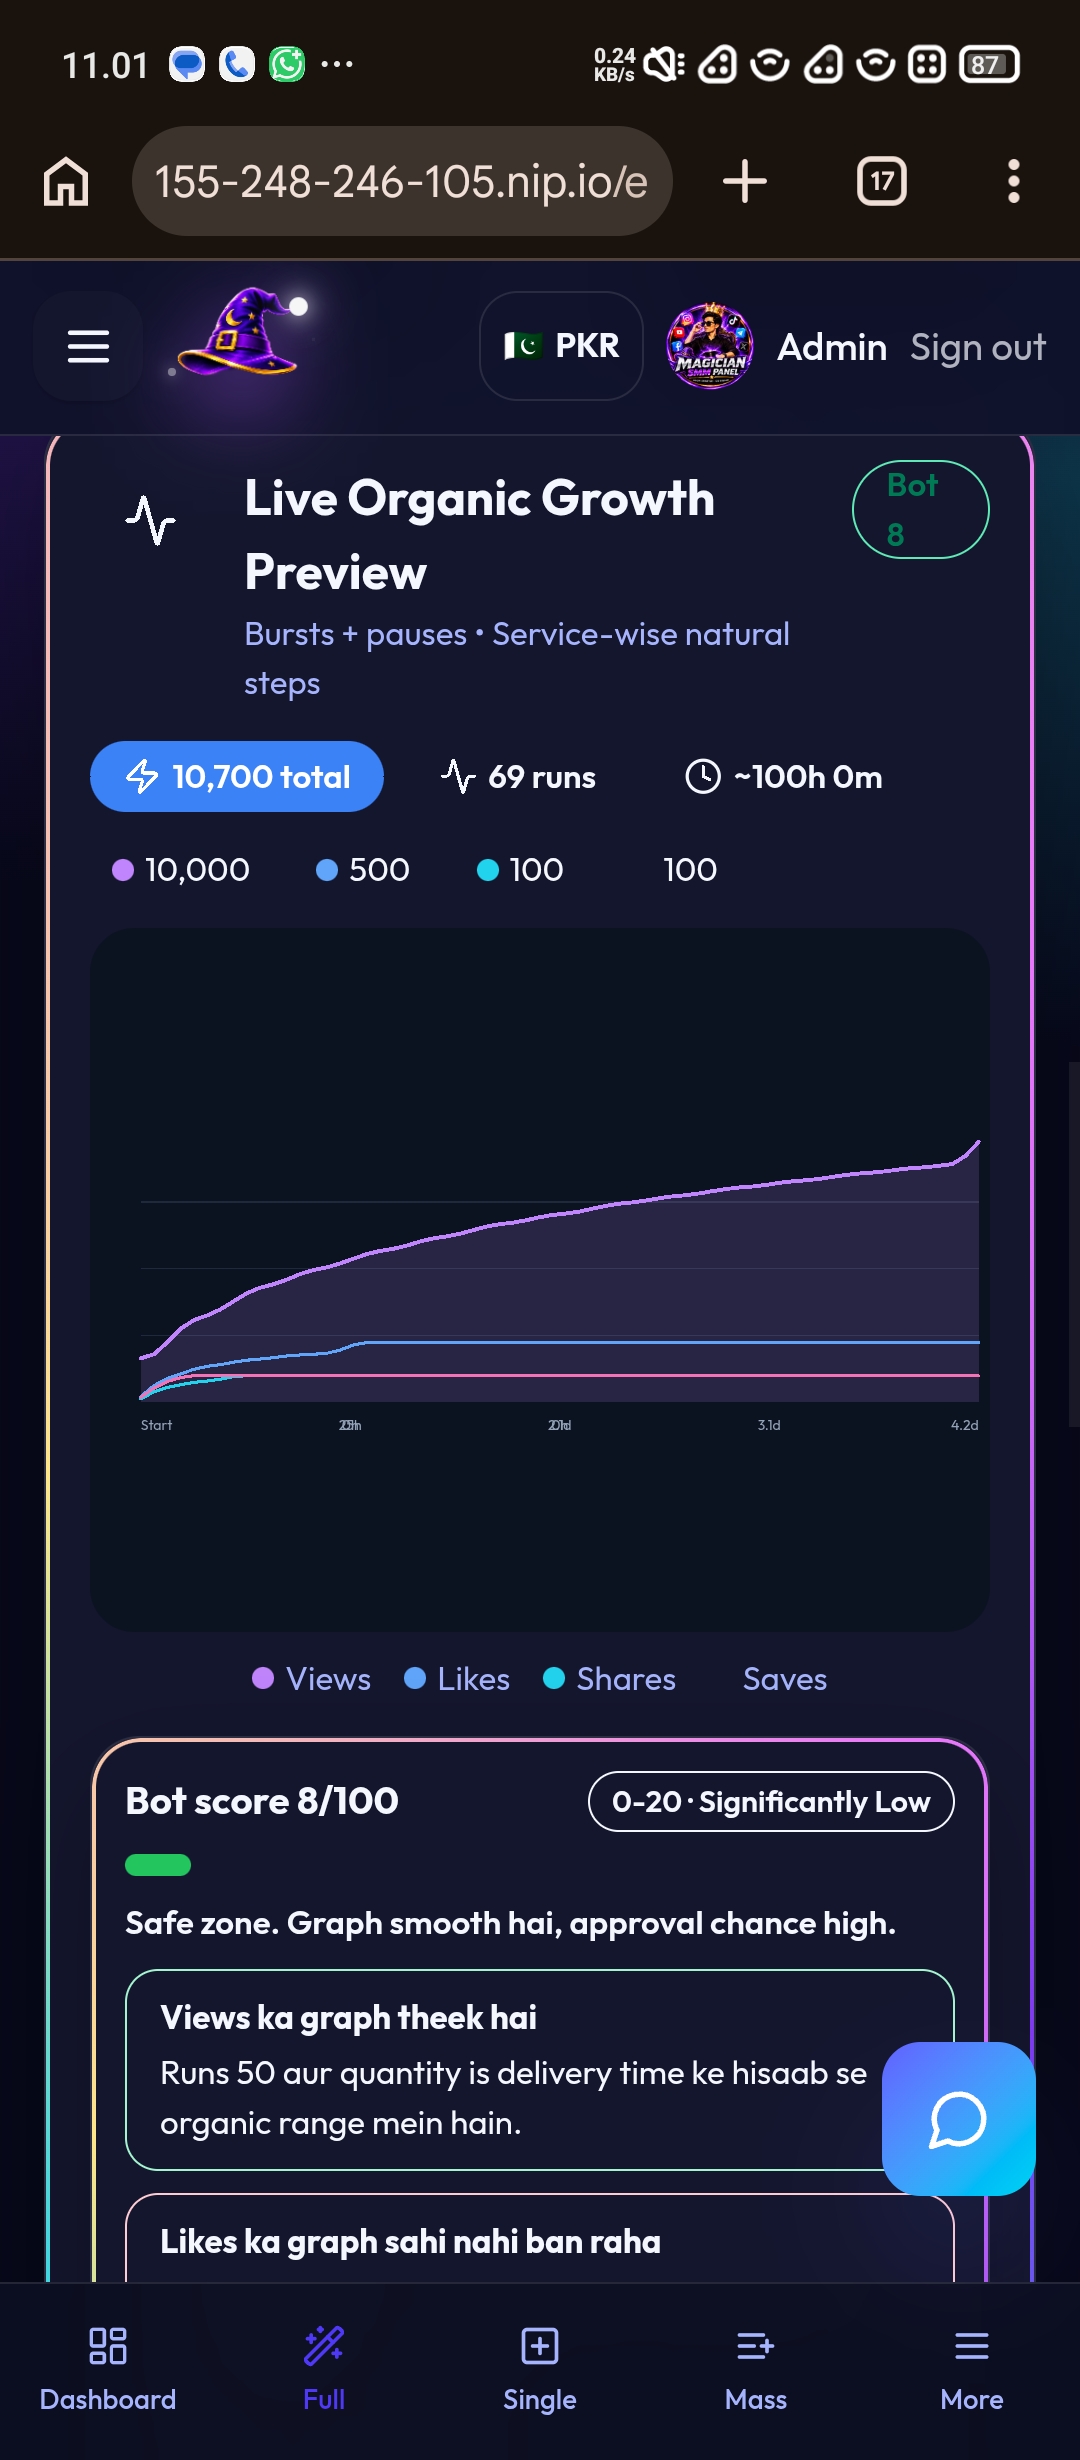 11.01
0.24
KB/s
87
155-248-246-105.nip.io/e
17
PKR
MAGICIAN
SMM PANEL
Admin
Sign out
Live Organic Growth
Preview
Bot
8
Bursts + pauses • Service-wise natural
steps
10,700 total
69 runs
~100h 0m
10,000
500
100
100
Start
3.1d
4.2d
Views
Likes
Shares
Saves
Bot score 8/100
0-20 · Significantly Low
Safe zone. Graph smooth hai, approval chance high.
Views ka graph theek hai
Runs 50 aur quantity is delivery time ke hisaab se
organic range mein hain.
Likes ka graph sahi nahi ban raha
Dashboard
Full
Single
Mass
More